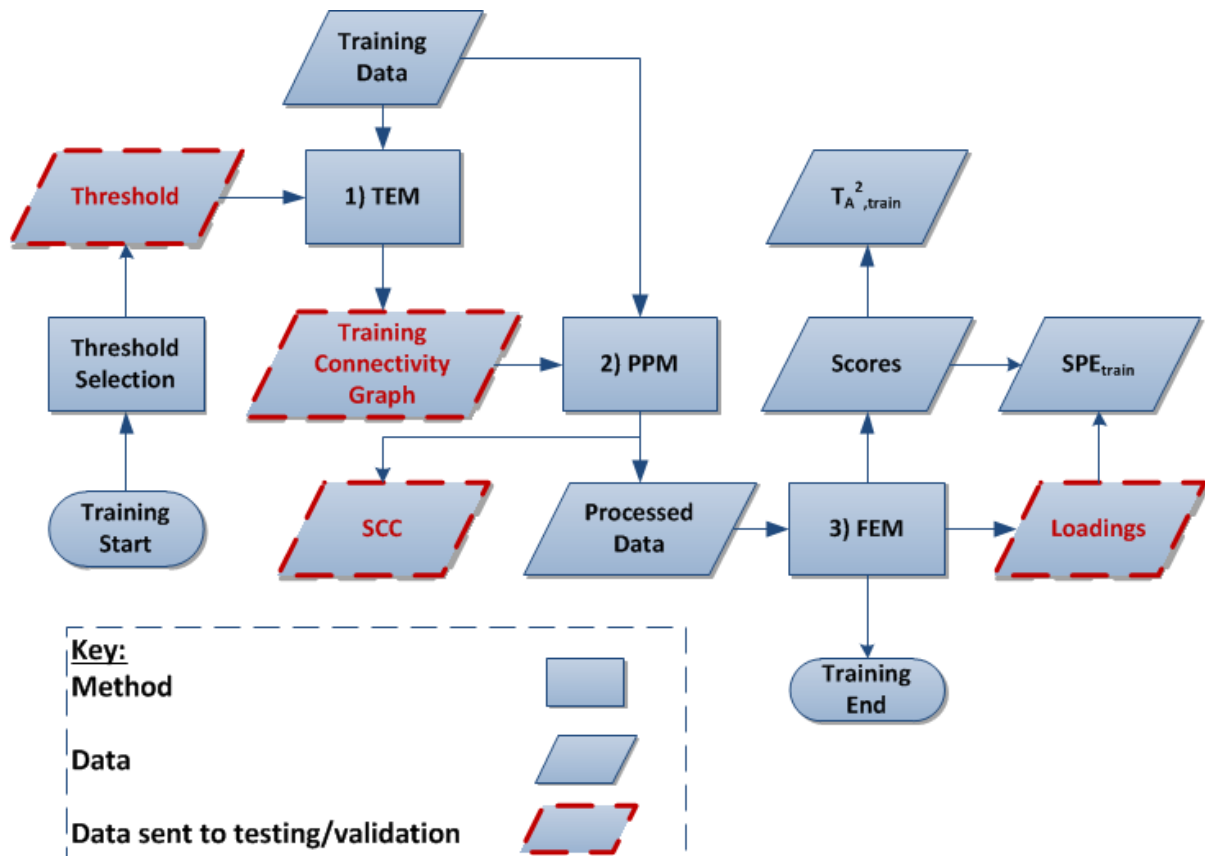 Training
Data
Threshold
1) TEM
T_A^2,train
Threshold
Selection
Training
Connectivity
Graph
2) PPM
Scores
SPE_train
Training
Start
SCC
Processed
Data
3) FEM
Loadings
Training
End
Key:
Method
Data
Data sent to testing/validation